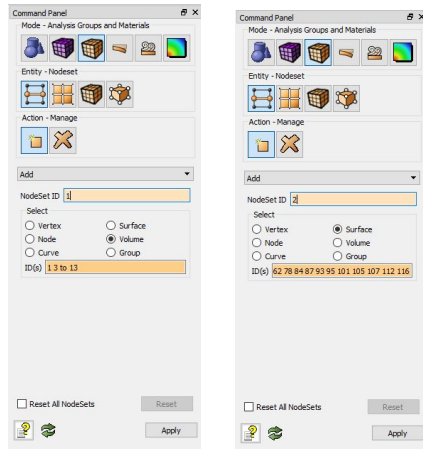 Command Panel
Mode - Analysis Groups and Materials
Entity - Nodeset
Action - Manage
Add
NodeSet ID 1
Select
Vertex Surface
Node Volume
Curve Group
ID(s) 1 3 to 13
Reset All NodeSets Reset
Apply
Command Panel
Mode - Analysis Groups and Materials
Entity - Nodeset
Action - Manage
Add
NodeSet ID 2
Select
Vertex Surface
Node Volume
Curve Group
ID(s) 62 78 84 87 93 95 101 105 107 112 116
Reset All NodeSets Reset
Apply